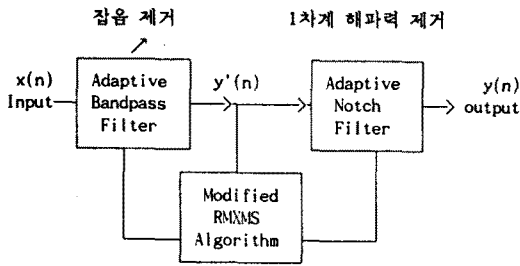 잡음 제거
1차계 해파력 제거
x(n)
Input
Adaptive
Bandpass
Filter
y'(n)
Adaptive
Notch
Filter
y(n)
output
Modified
RMXMS
Algorithm